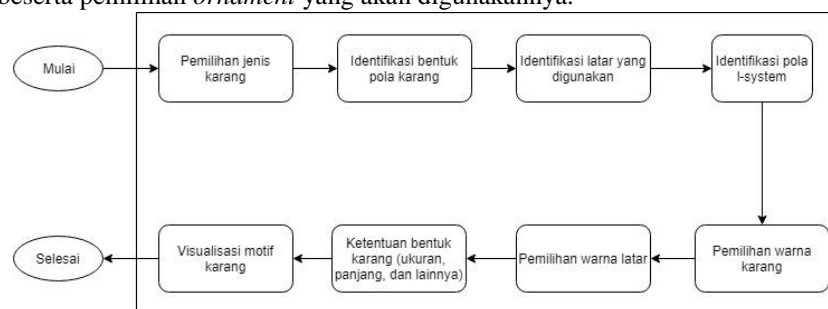 beserta pemilihan ornament yang akan digunakannya.
Mulai
Pemilihan jenis
karang
Identifikasi bentuk
pola karang
Identifikasi latar yang
digunakan
Identifikasi pola
l-system
Pemilihan warna
karang
Pemilihan warna latar
Ketentuan bentuk
karang (ukuran,
panjang, dan lainnya)
Visualisasi motif
karang
Selesai